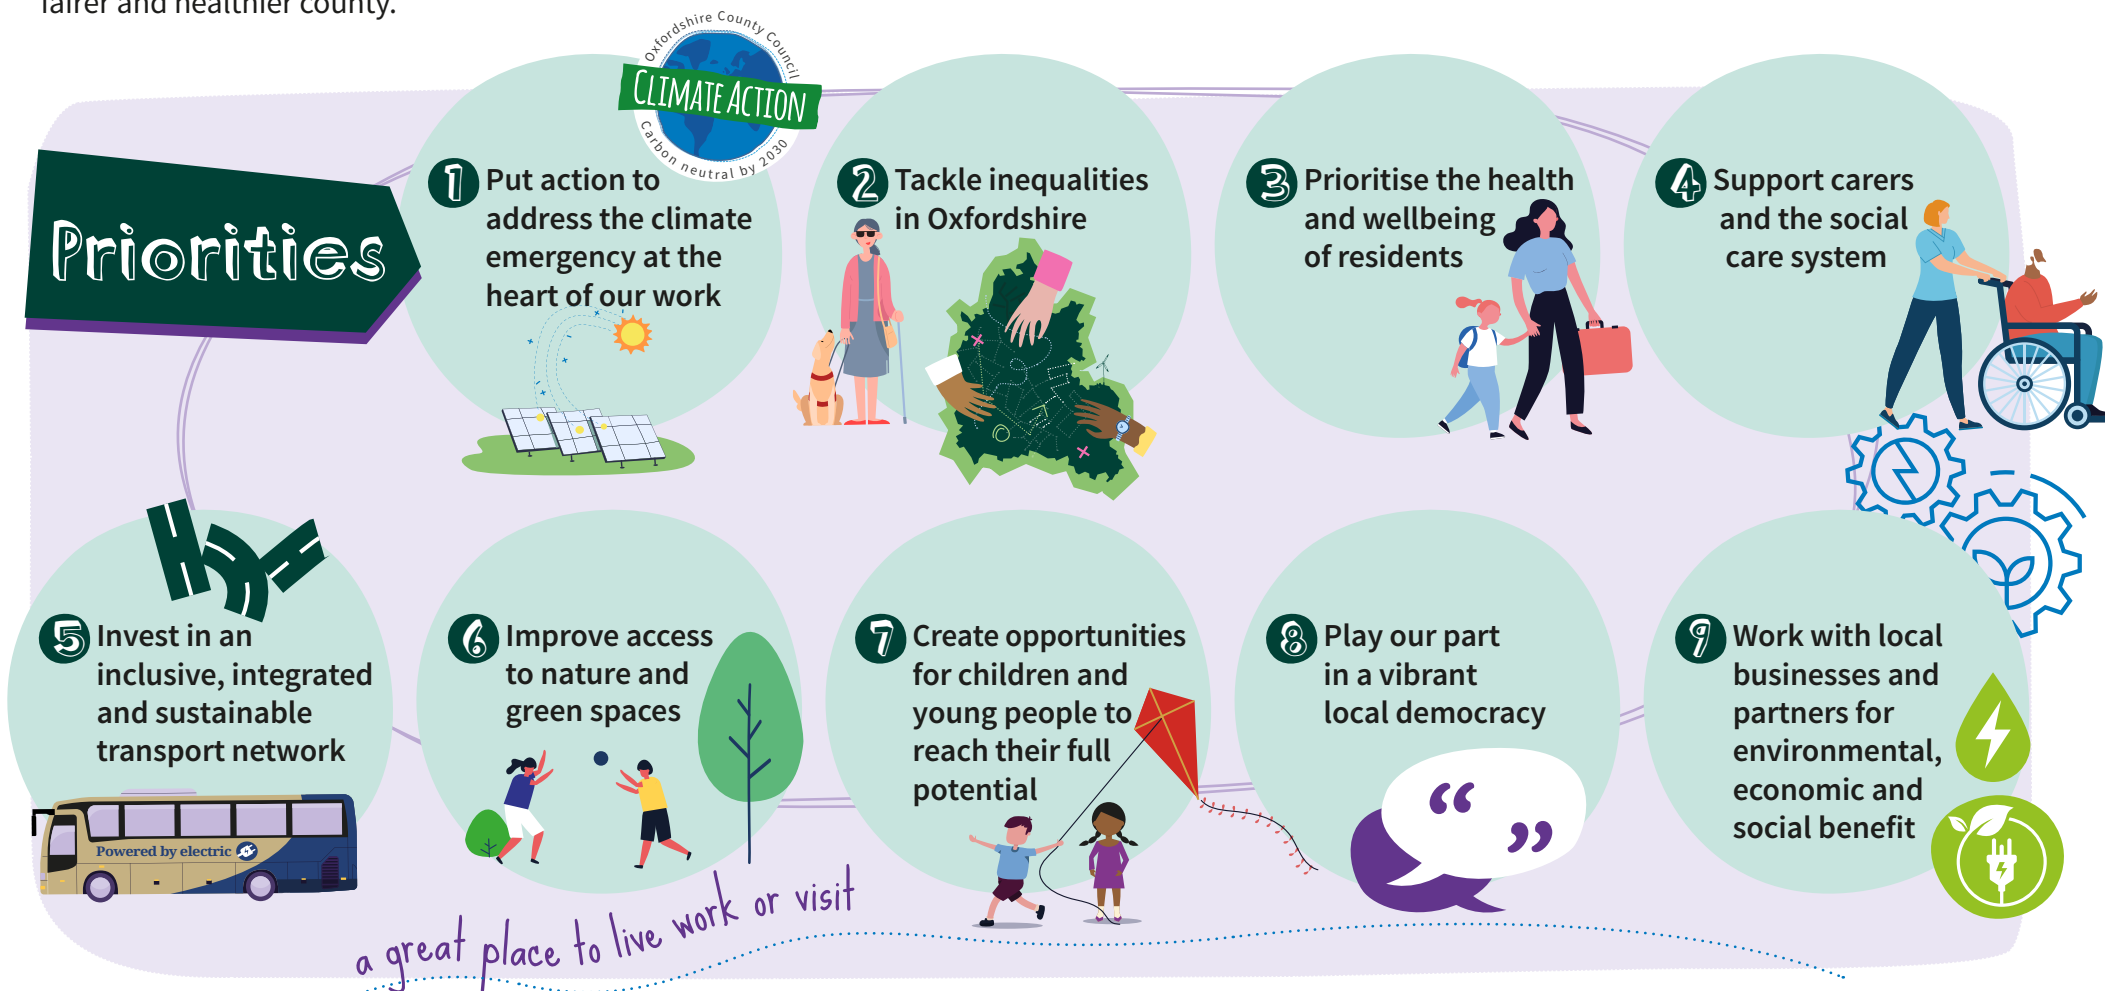 fairer and healthier county.
Oxfordshire County Council
CLIMATE ACTION
Carbon neutral by 2030
Priorities
1 Put action to
address the climate
emergency at the
heart of our work
2 Tackle inequalities
in Oxfordshire
3 Prioritise the health
and wellbeing
of residents
4 Support carers
and the social
care system
5 Invest in an
inclusive, integrated
and sustainable
transport network
Powered by electric
6 Improve access
to nature and
green spaces
7 Create opportunities
for children and
young people to
reach their full
potential
8 Play our part
in a vibrant
local democracy
“ ”
9 Work with local
businesses and
partners for
environmental,
economic and
social benefit
a great place to live work or visit